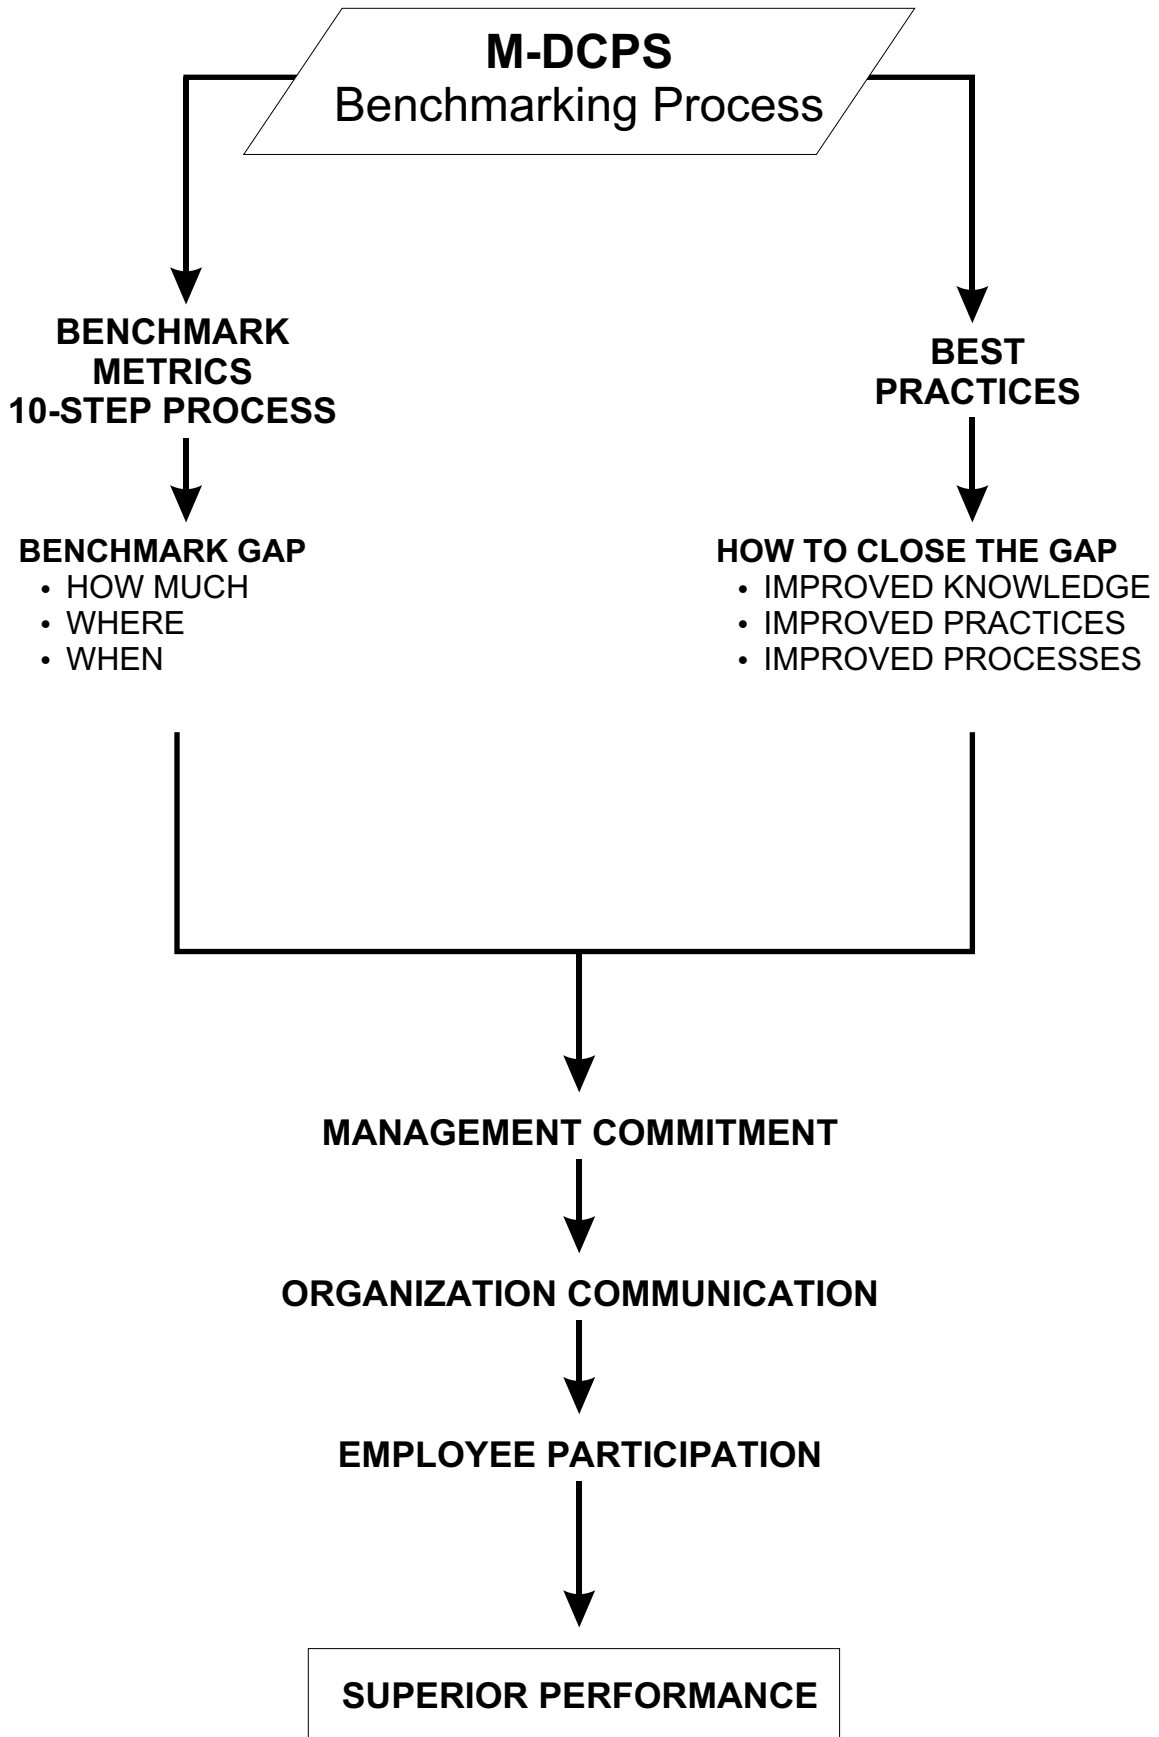 M-DCPS
Benchmarking Process
BENCHMARK
METRICS
10-STEP PROCESS
BEST
PRACTICES
BENCHMARK GAP
• HOW MUCH
• WHERE
• WHEN
HOW TO CLOSE THE GAP
• IMPROVED KNOWLEDGE
• IMPROVED PRACTICES
• IMPROVED PROCESSES
MANAGEMENT COMMITMENT
ORGANIZATION COMMUNICATION
EMPLOYEE PARTICIPATION
SUPERIOR PERFORMANCE